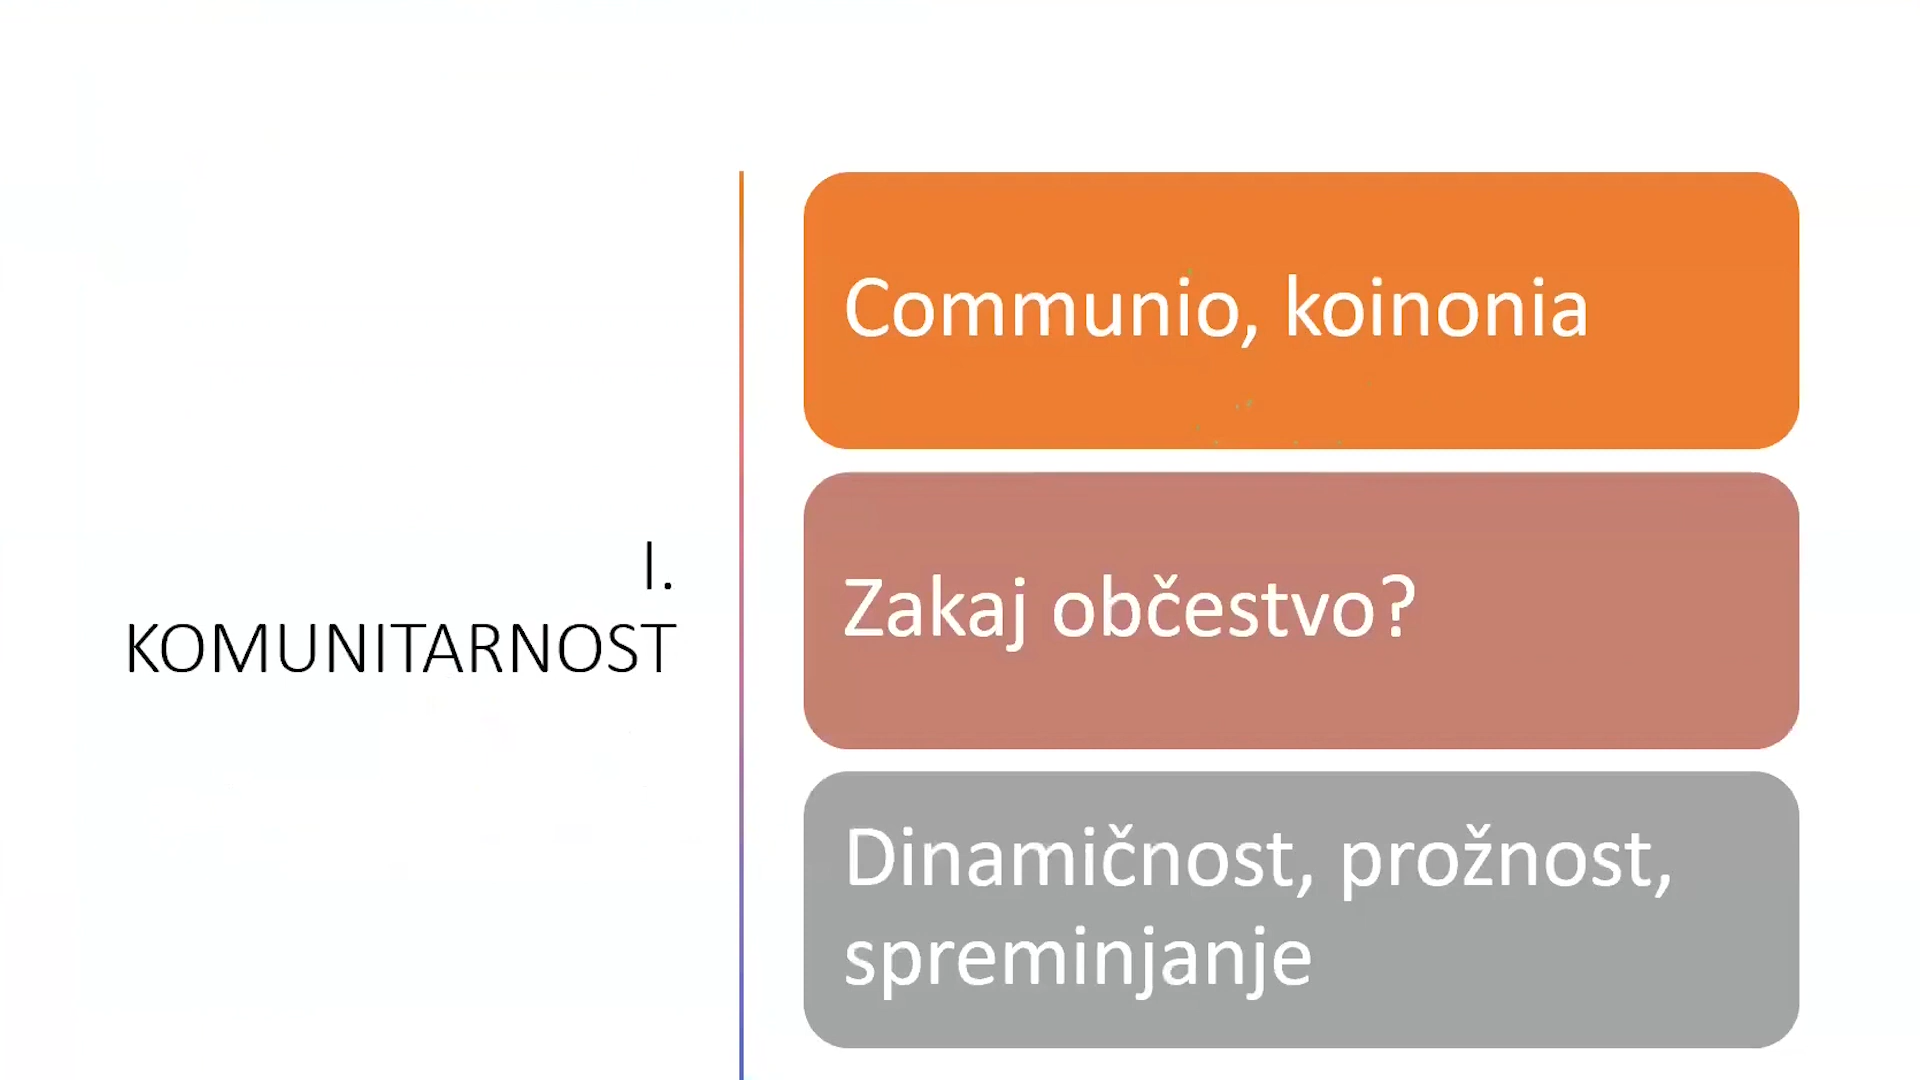 I.
KOMUNITARNOST
Communio, koinonia
Zakaj občestvo?
Dinamičnost, prožnost,
spreminjanje